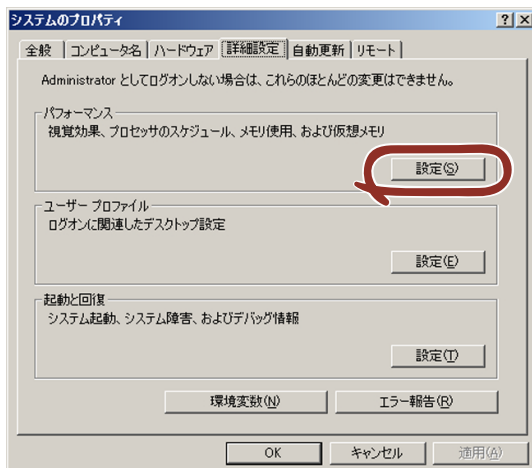 システムのプロパティ
全般 コンピュータ名 ハードウェア 詳細設定 自動更新 リモート
Administrator としてログオンしない場合は、これらのほとんどの変更はできません。
パフォーマンス
視覚効果、プロセッサのスケジュール、メモリ使用、および仮想メモリ
設定(S)
ユーザー プロファイル
ログオンに関連したデスクトップ設定
設定(E)
起動と回復
システム起動、システム障害、およびデバッグ情報
設定(T)
環境変数(N) エラー報告(R)
OK キャンセル 適用(A)